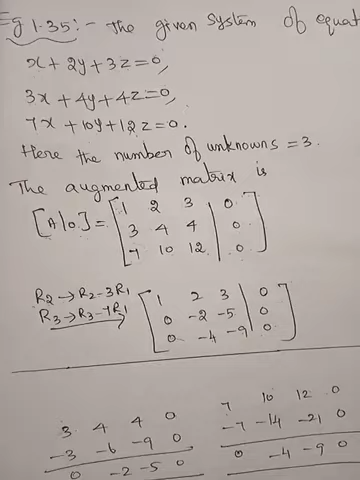 Eg 1.35:- The given System of equat
x + 2y + 3z = 0,
3x + 4y + 4z = 0,
7x + 10y + 12z = 0.
Here the number of unknowns = 3.
The augmented matrix is
[A|0] = [1 2 3 | 0
3 4 4 | 0
7 10 12 | 0]
R2 → R2 - 3R1
R3 → R3 - 7R1
[1 2 3 | 0
0 -2 -5 | 0
0 -4 -9 | 0]
3 4 4 0
-3 -6 -9 0
0 -2 -5 0
7 10 12 0
-7 -14 -21 0
0 -4 -9 0